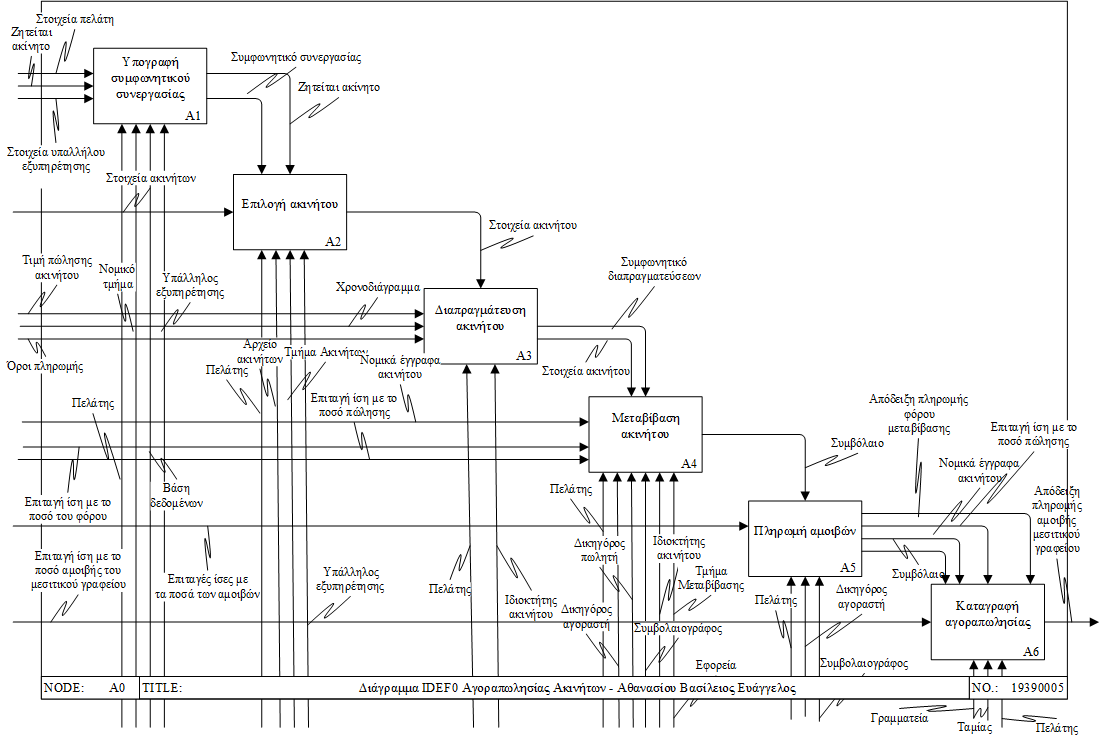 Στοιχεία πελάτη
Ζητείται
ακίνητο
Υπογραφή
συμφωνητικού
συνεργασίας
A1
Συμφωνητικό συνεργασίας
Ζητείται ακίνητο
Στοιχεία υπαλλήλου
εξυπηρέτησης
Στοιχεία ακινήτων
Επιλογή ακινήτου
A2
Στοιχεία ακινήτου
Τιμή πώλησης
ακινήτου
Νομικό
τμήμα
Υπάλληλος
εξυπηρέτησης
Χρονοδιάγραμμα
Συμφωνητικό
διαπραγματεύσεων
Διαπραγμάτευση
ακινήτου
A3
Όροι πληρωμής
Αρχείο
ακινήτων
Τμήμα Ακινήτων
Πελάτης
Νομικά έγγραφα
ακινήτου
Στοιχεία ακινήτου
Πελάτης
Επιταγή ίση με το
ποσό πώλησης
Μεταβίβαση
ακινήτου
A4
Απόδειξη πληρωμής
φόρου
μεταβίβασης
Επιταγή ίση με το
ποσό πώλησης
Συμβόλαιο
Νομικά έγγραφα
ακινήτου
Επιταγή ίση με το
ποσό του φόρου
Βάση
δεδομένων
Πελάτης
Απόδειξη
πληρωμής
αμοιβής
μεσιτικού
γραφείου
Πληρωμή αμοιβών
A5
Επιταγή ίση με το
ποσό αμοιβής του
μεσιτικού γραφείου
Επιταγές ίσες με
τα ποσά των αμοιβών
Υπάλληλος
εξυπηρέτησης
Πελάτης
Ιδιοκτήτης
ακινήτου
Δικηγόρος
πωλητή
Ιδιοκτήτης
ακινήτου
Τμήμα
Μεταβίβασης
Δικηγόρος
αγοραστή
Συμβολαιογράφος
Εφορεία
Πελάτης
Δικηγόρος
αγοραστή
Συμβολαιογράφος
Συμβόλαιο
Καταγραφή
αγοραπωλησίας
A6
NODE: A0 TITLE: Διάγραμμα IDEF0 Αγοραπωλησίας Ακινήτων - Αθανασίου Βασίλειος Ευάγγελος NO.: 19390005
Γραμματεία
Ταμίας
Πελάτης